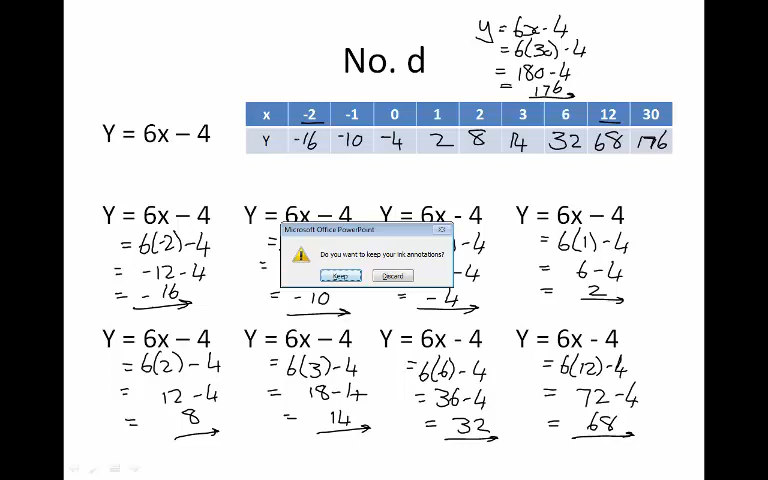 y = 6x - 4
= 6(30) - 4
No. d
= 180 - 4
= 176
x -2 -1 0 1 2 3 6 12 30
Y = 6x – 4
Y -16 -10 -4 2 8 14 32 68 176
Y = 6x – 4 Y = 6x – 4 Y = 6x - 4 Y = 6x – 4
Microsoft Office PowerPoint
= 6(-2) - 4 = - 4 = 6(1) - 4
Do you want to keep your ink annotations?
= -12 - 4 = - 4 = 6 - 4
Keep Discard
= -16 = -10 = -4 = 2
Y = 6x – 4 Y = 6x – 4 Y = 6x - 4 Y = 6x - 4
= 6(2) - 4 = 6(3) - 4 = 6(6) - 4 = 6(12) - 4
= 12 - 4 = 18 - 4 = 36 - 4 = 72 - 4
= 8 = 14 = 32 = 68